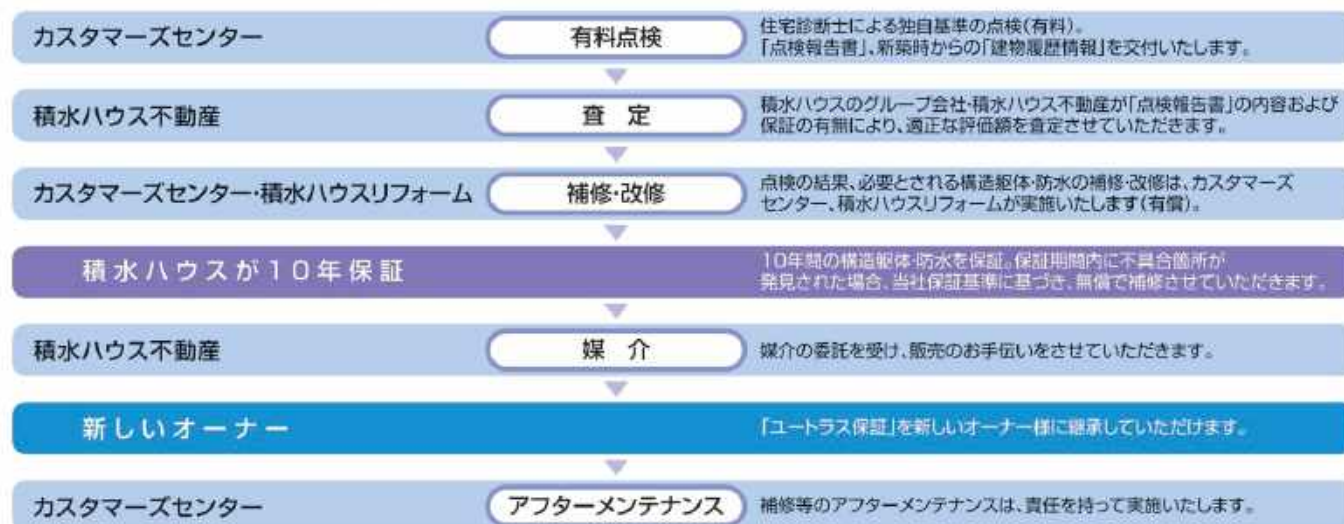 カスタマーズセンター
有料点検
住宅診断士による独自基準の点検(有料)。
「点検報告書」、新築時からの「建物履歴情報」を交付いたします。
積水ハウス不動産
査 定
積水ハウスのグループ会社・積水ハウス不動産が「点検報告書」の内容および
保証の有無により、適正な評価額を査定させていただきます。
カスタマーズセンター・積水ハウスリフォーム
補修・改修
点検の結果、必要とされる構造躯体・防水の補修・改修は、カスタマーズ
センター、積水ハウスリフォームが実施いたします(有償)。
積水ハウスが10年保証
10年間の構造躯体・防水を保証。保証期間内に不具合箇所が
発見された場合、当社保証基準に基づき、無償で補修させていただきます。
積水ハウス不動産
媒 介
媒介の委託を受け、販売のお手伝いをさせていただきます。
新しいオーナー
「ユートラス保証」を新しいオーナー様に継承していただけます。
カスタマーズセンター
アフターメンテナンス
補修等のアフターメンテナンスは、責任を持って実施いたします。